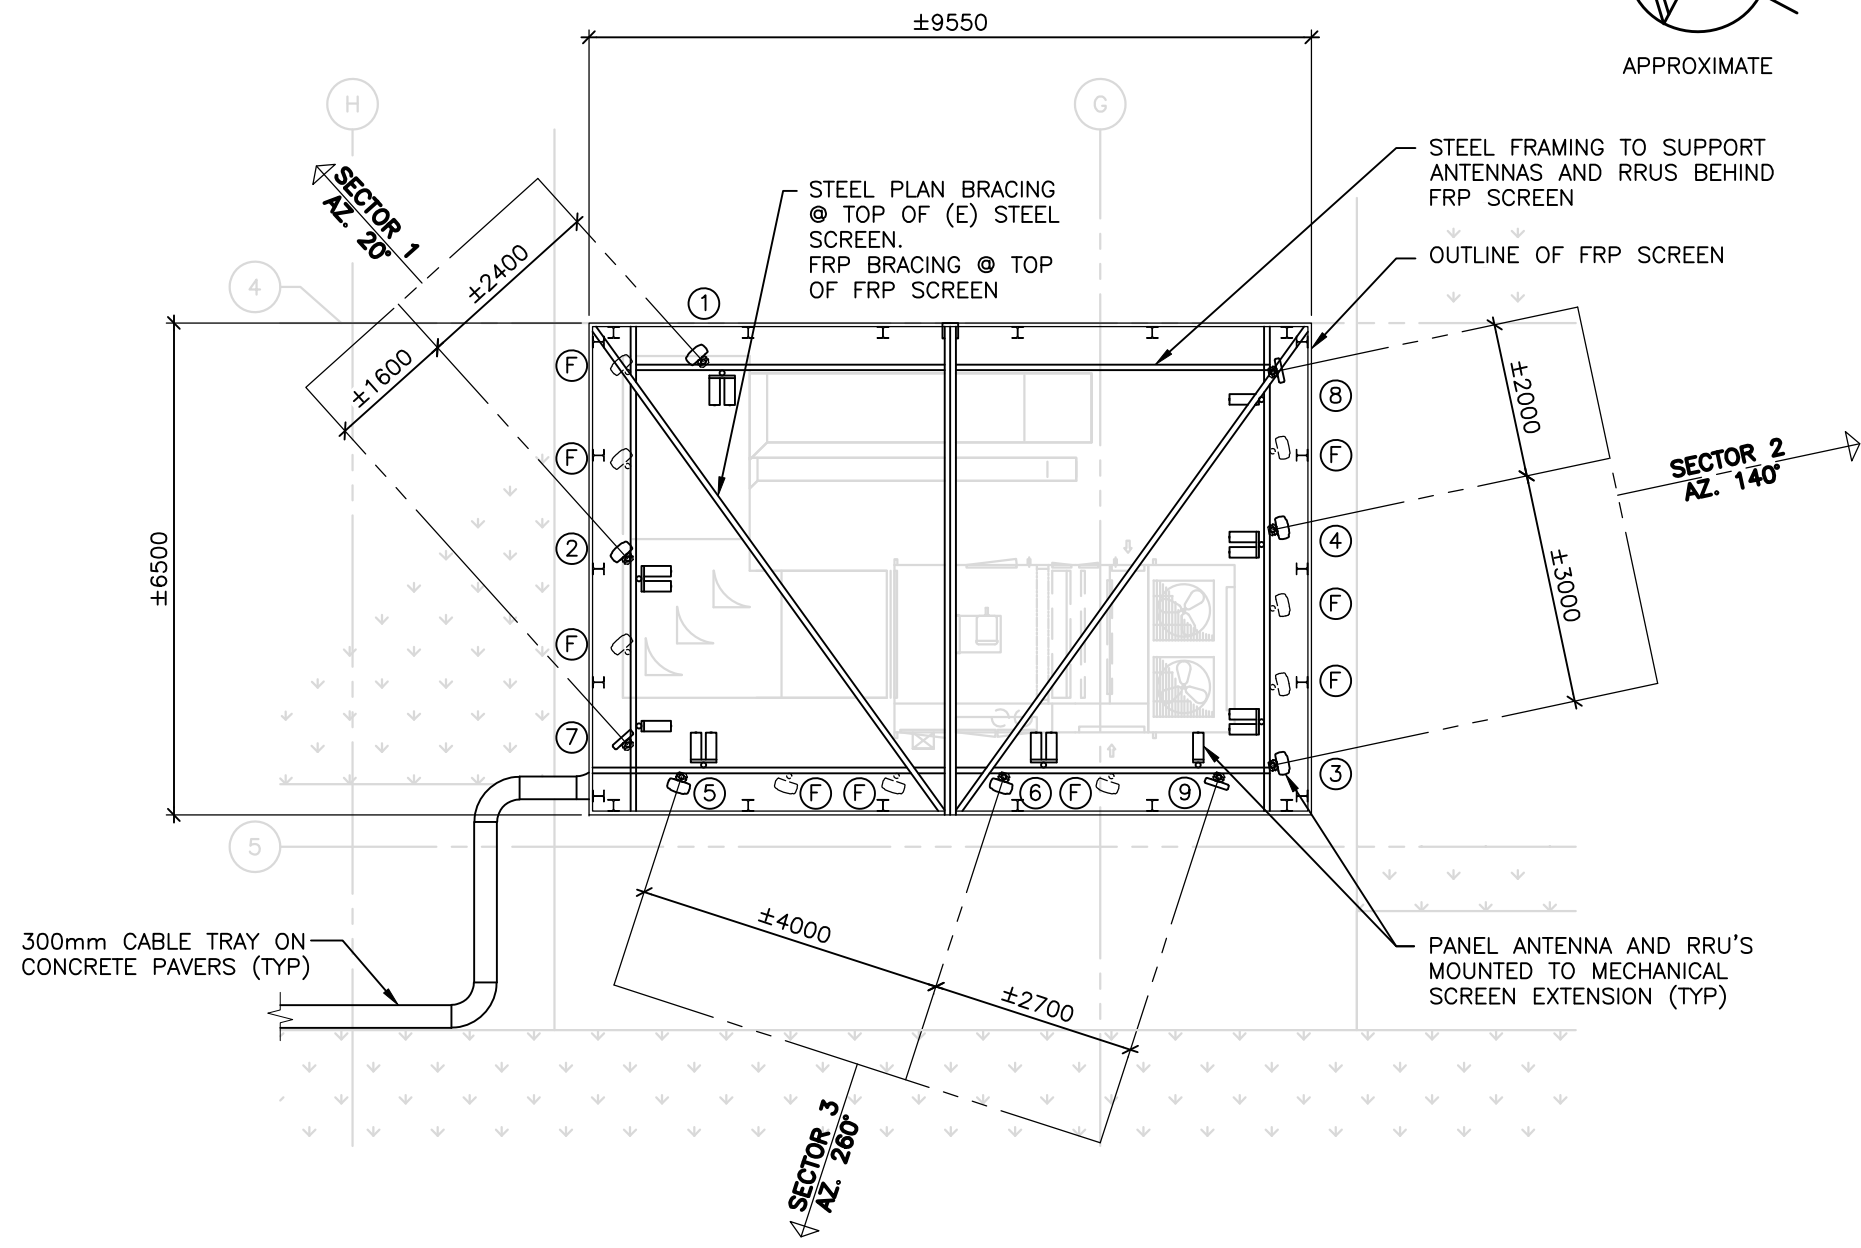 ±9550
APPROXIMATE
H
G
STEEL FRAMING TO SUPPORT
ANTENNAS AND RRUS BEHIND
FRP SCREEN
STEEL PLAN BRACING
@ TOP OF (E) STEEL
SCREEN.
FRP BRACING @ TOP
OF FRP SCREEN
OUTLINE OF FRP SCREEN
SECTOR 1
AZ. 20°
±2400
±1600
4
1
F
8
±2000
F
F
SECTOR 2
AZ. 140°
±6500
2
4
±3000
F
F
F
7
3
5
F
F
6
F
9
5
±4000
±2700
300mm CABLE TRAY ON
CONCRETE PAVERS (TYP)
PANEL ANTENNA AND RRU'S
MOUNTED TO MECHANICAL
SCREEN EXTENSION (TYP)
SECTOR 3
AZ. 260°